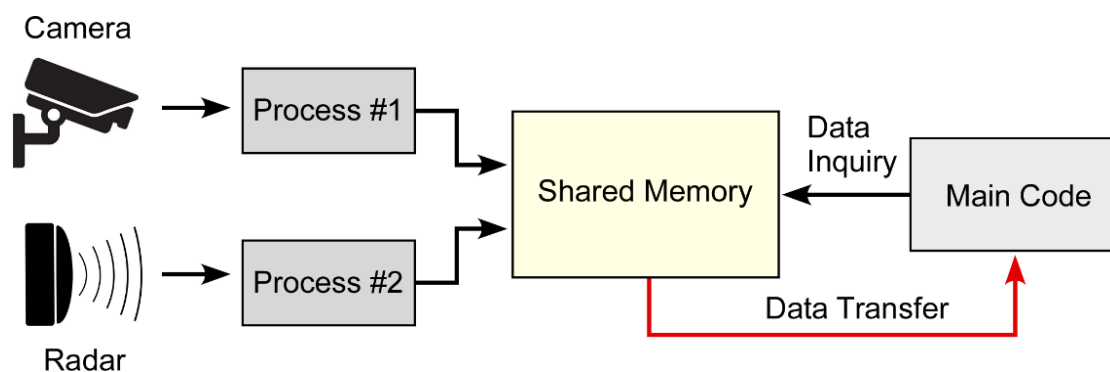 Camera
Process #1
Data
Inquiry
Shared Memory
Main Code
Process #2
Data Transfer
Radar